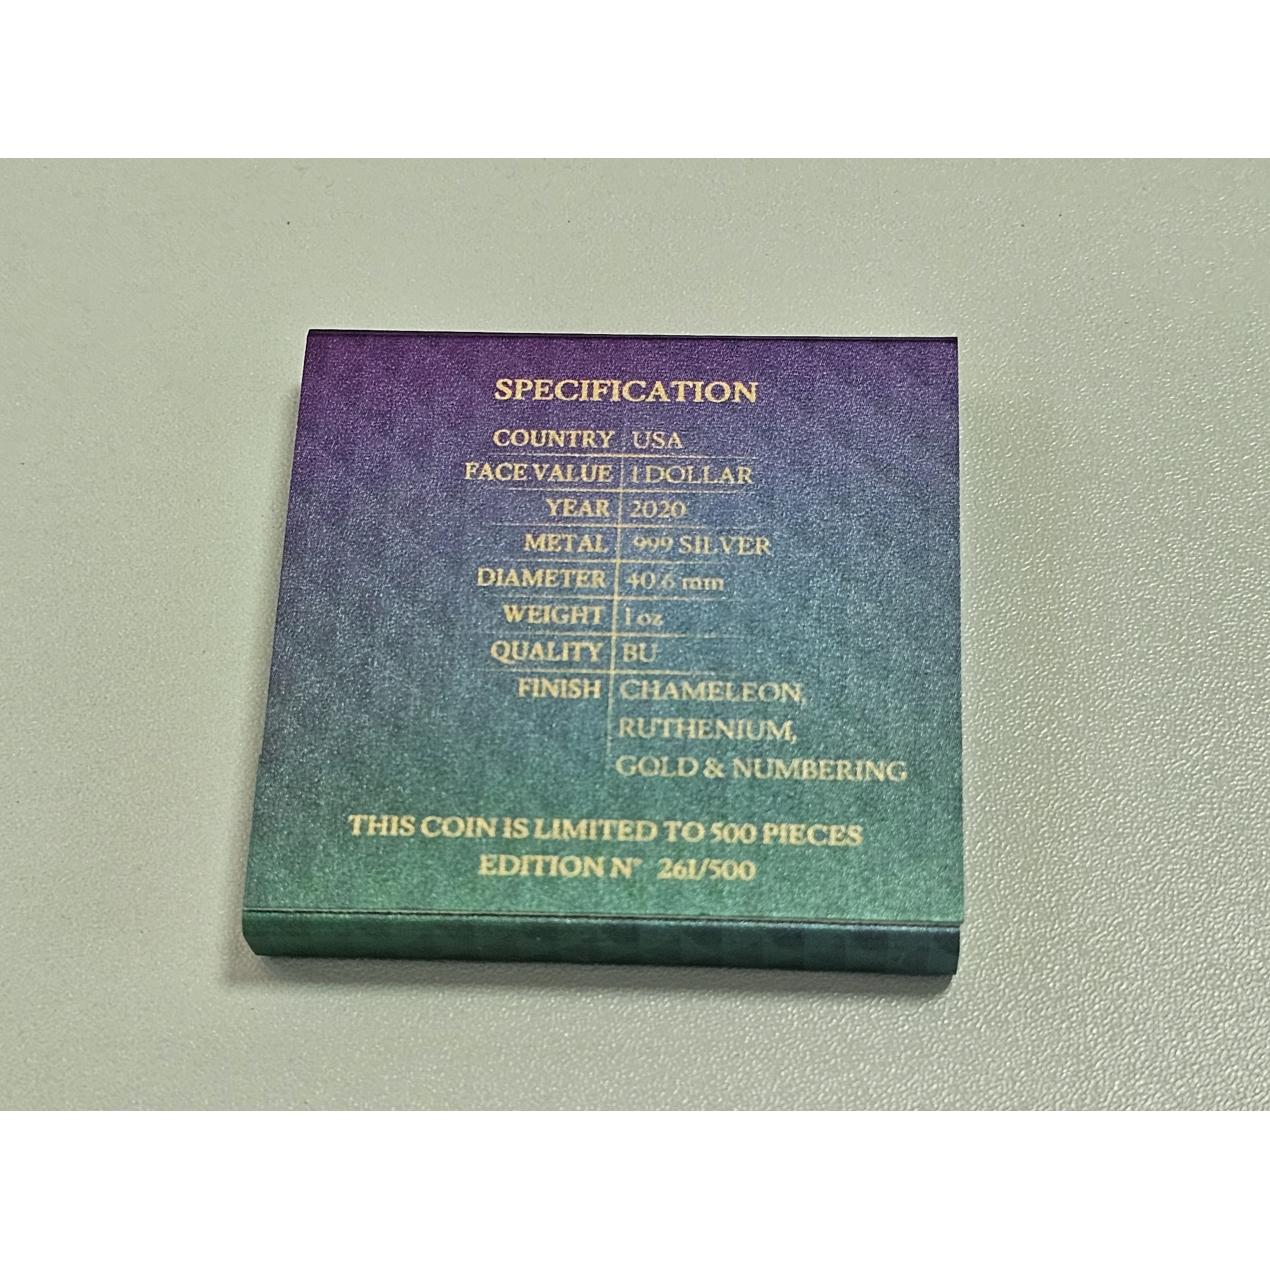 SPECIFICATION
COUNTRY USA
FACE VALUE 1 DOLLAR
YEAR 2020
METAL 999 SILVER
DIAMETER 40.6 mm
WEIGHT 1 oz
QUALITY BU
FINISH CHAMELEON,
RUTHENIUM,
GOLD & NUMBERING
THIS COIN IS LIMITED TO 500 PIECES
EDITION N° 261/500